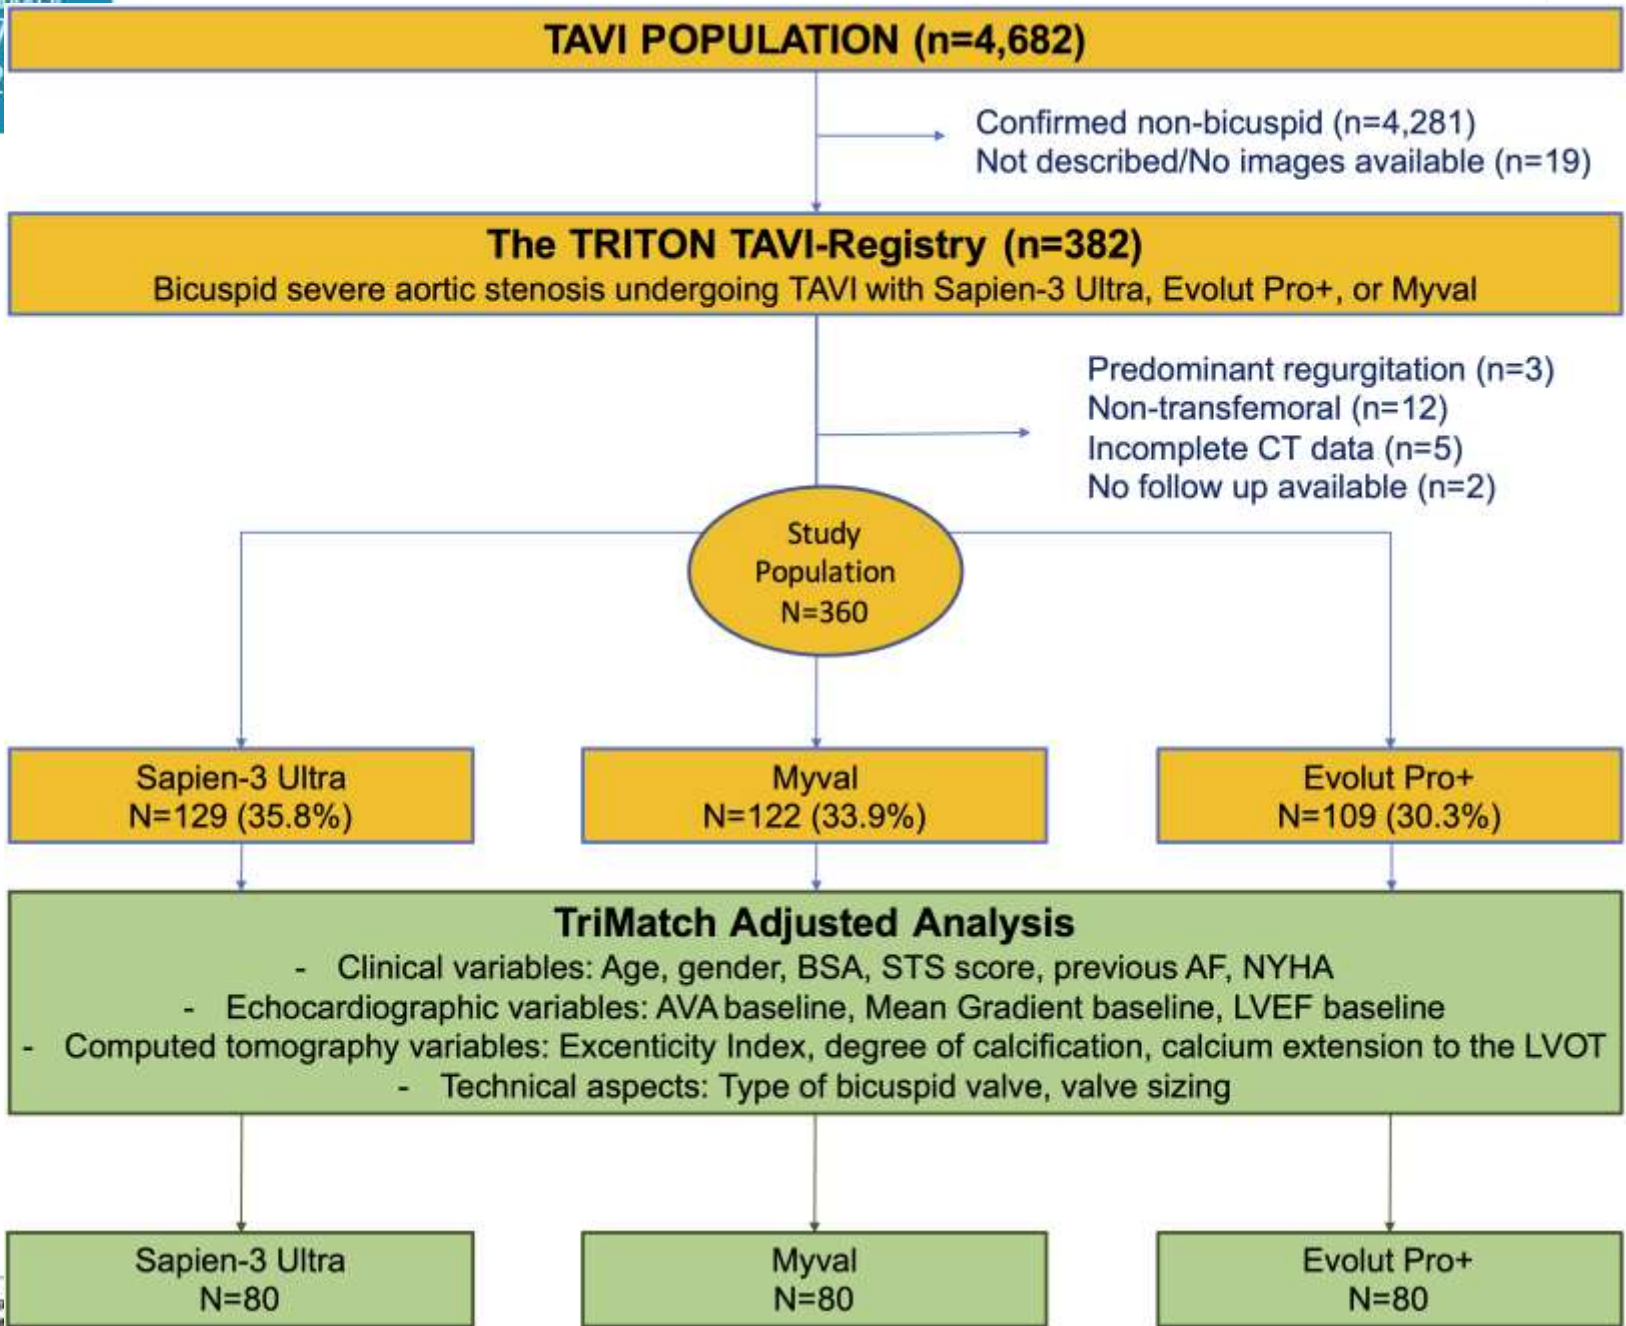 TAVI POPULATION (n=4,682)
Confirmed non-bicuspid (n=4,281)
Not described/No images available (n=19)
The TRITON TAVI-Registry (n=382)
Bicuspid severe aortic stenosis undergoing TAVI with Sapien-3 Ultra, Evolut Pro+, or Myval
Predominant regurgitation (n=3)
Non-transfemoral (n=12)
Incomplete CT data (n=5)
No follow up available (n=2)
Study
Population
N=360
Sapien-3 Ultra
N=129 (35.8%)
Myval
N=122 (33.9%)
Evolut Pro+
N=109 (30.3%)
TriMatch Adjusted Analysis
- Clinical variables: Age, gender, BSA, STS score, previous AF, NYHA
- Echocardiographic variables: AVA baseline, Mean Gradient baseline, LVEF baseline
- Computed tomography variables: Excenticity Index, degree of calcification, calcium extension to the LVOT
- Technical aspects: Type of bicuspid valve, valve sizing
Sapien-3 Ultra
N=80
Myval
N=80
Evolut Pro+
N=80